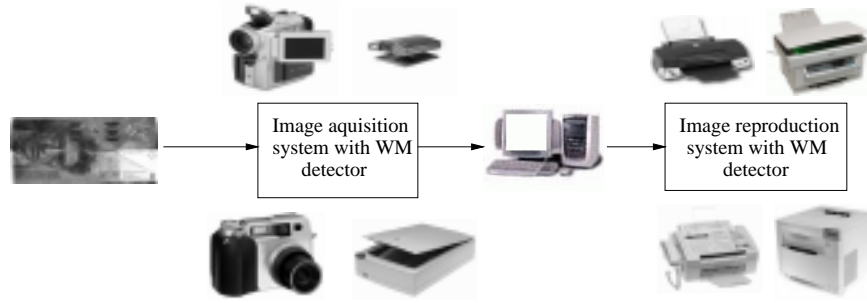 Image aquisition
system with WM
detector
Image reproduction
system with WM
detector